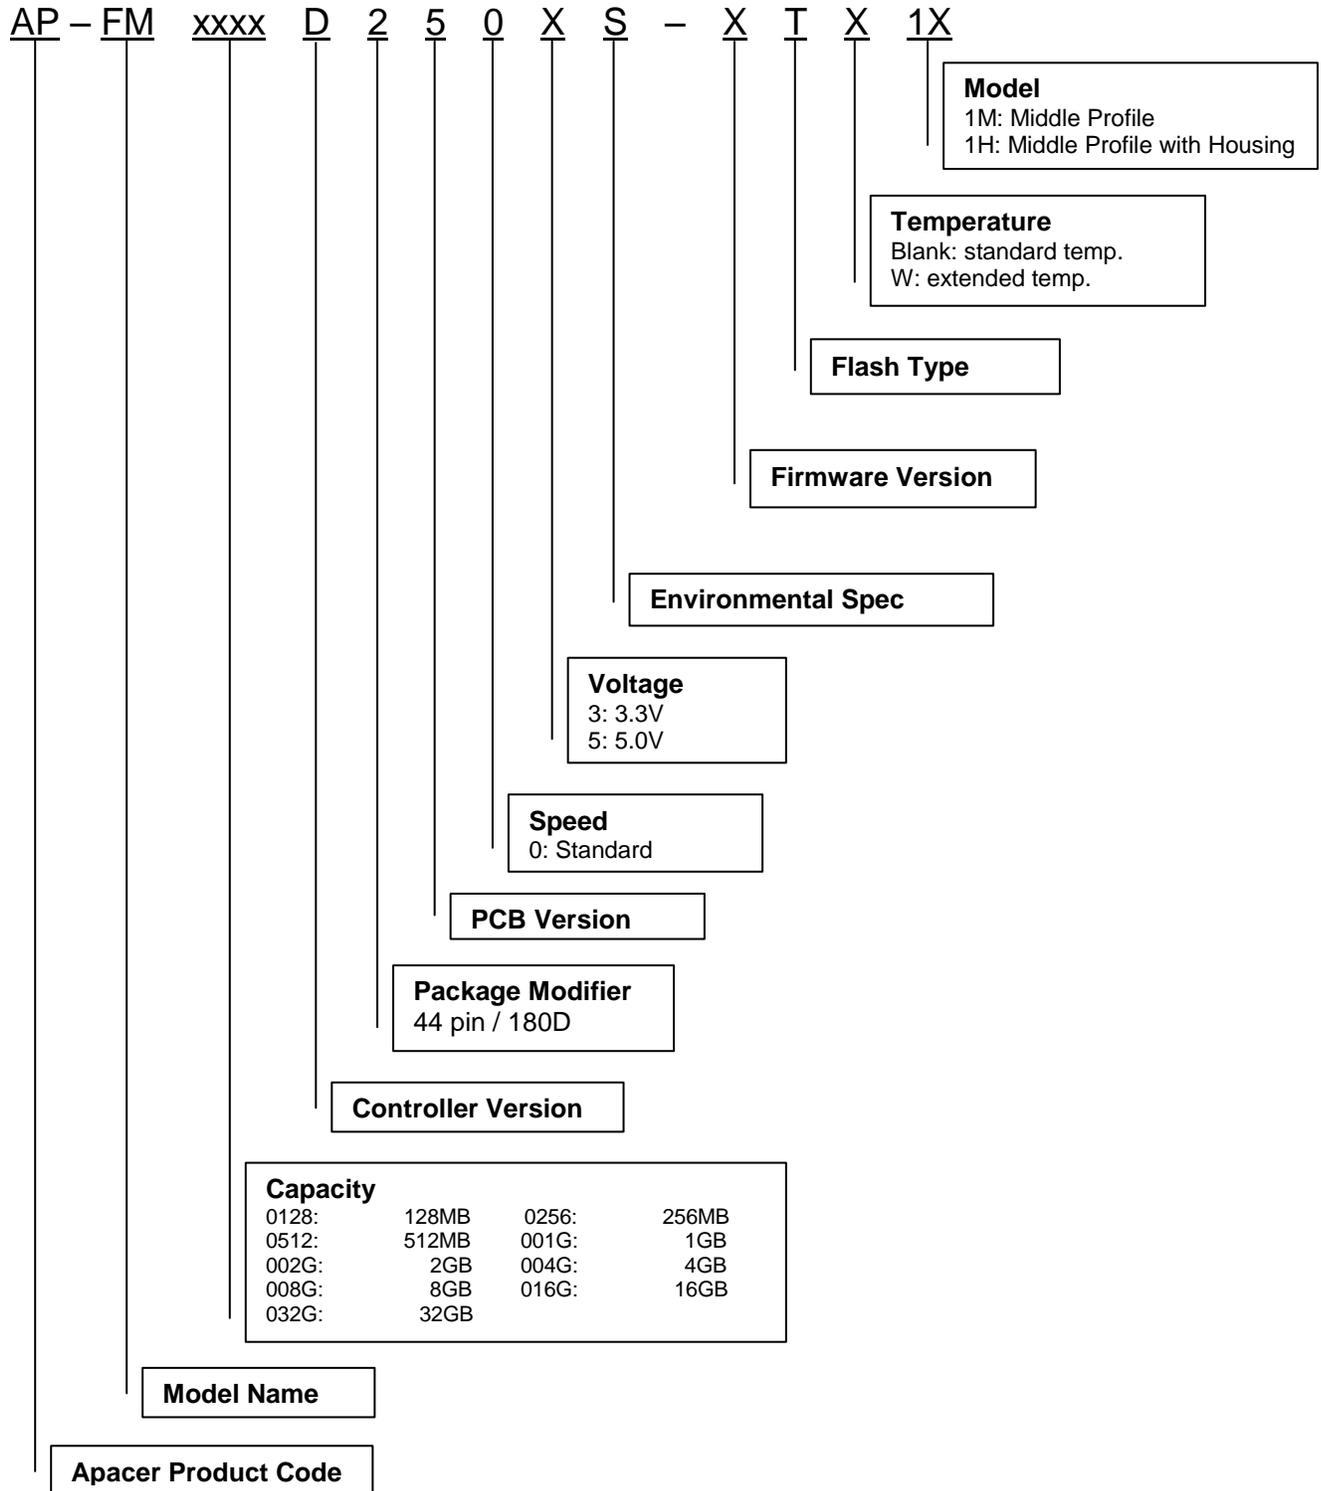 AP – FM xxxx D 2 5 0 X S – X T X 1X
Model
1M: Middle Profile
1H: Middle Profile with Housing
Temperature
Blank: standard temp.
W: extended temp.
Flash Type
Firmware Version
Environmental Spec
Voltage
3: 3.3V
5: 5.0V
Speed
0: Standard
PCB Version
Package Modifier
44 pin / 180D
Controller Version
Capacity
0128: 128MB 0256: 256MB
0512: 512MB 001G: 1GB
002G: 2GB 004G: 4GB
008G: 8GB 016G: 16GB
032G: 32GB
Model Name
Apacer Product Code